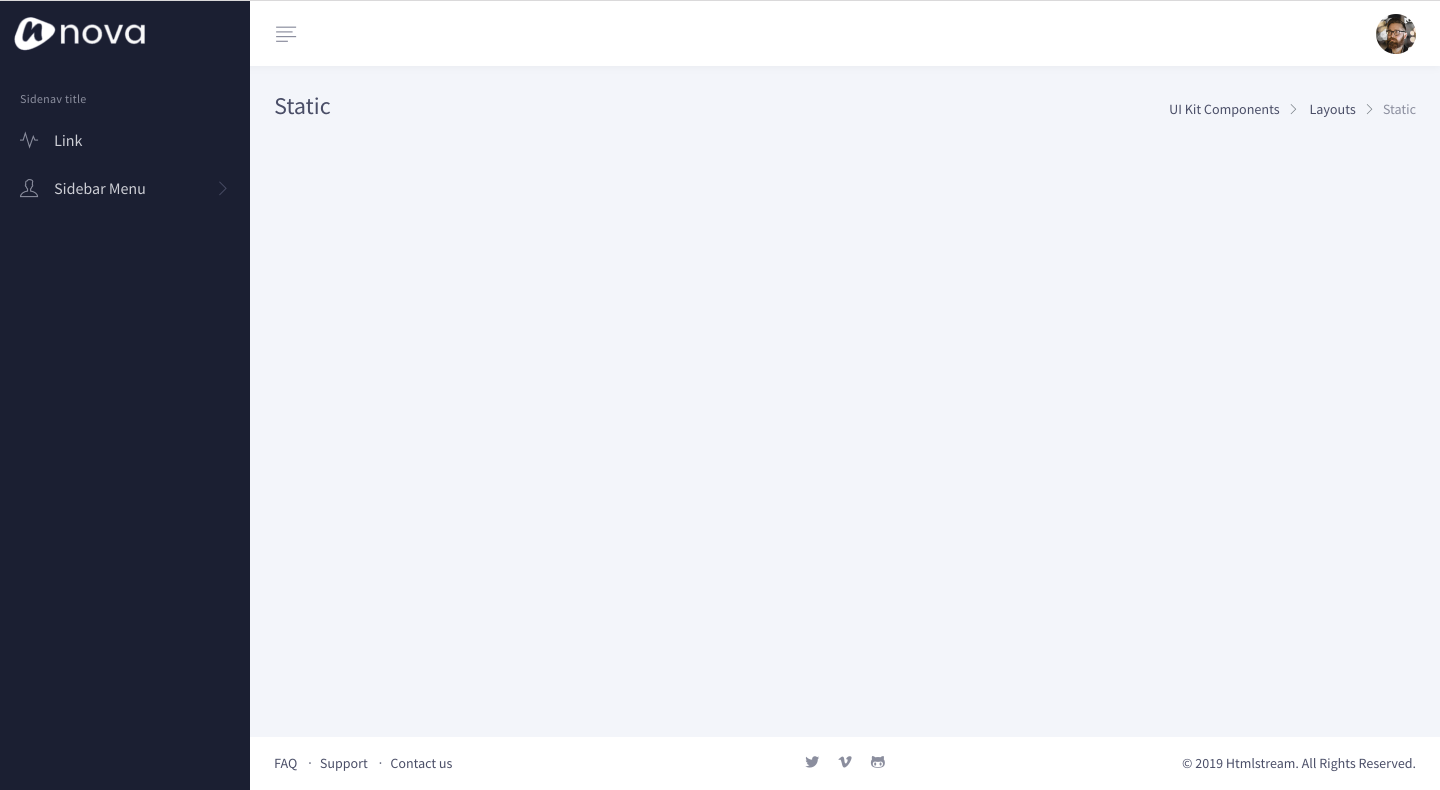 nova
Sidenav title
Link
Sidebar Menu
Static
UI Kit Components Layouts Static
FAQ · Support · Contact us
© 2019 Htmlstream. All Rights Reserved.